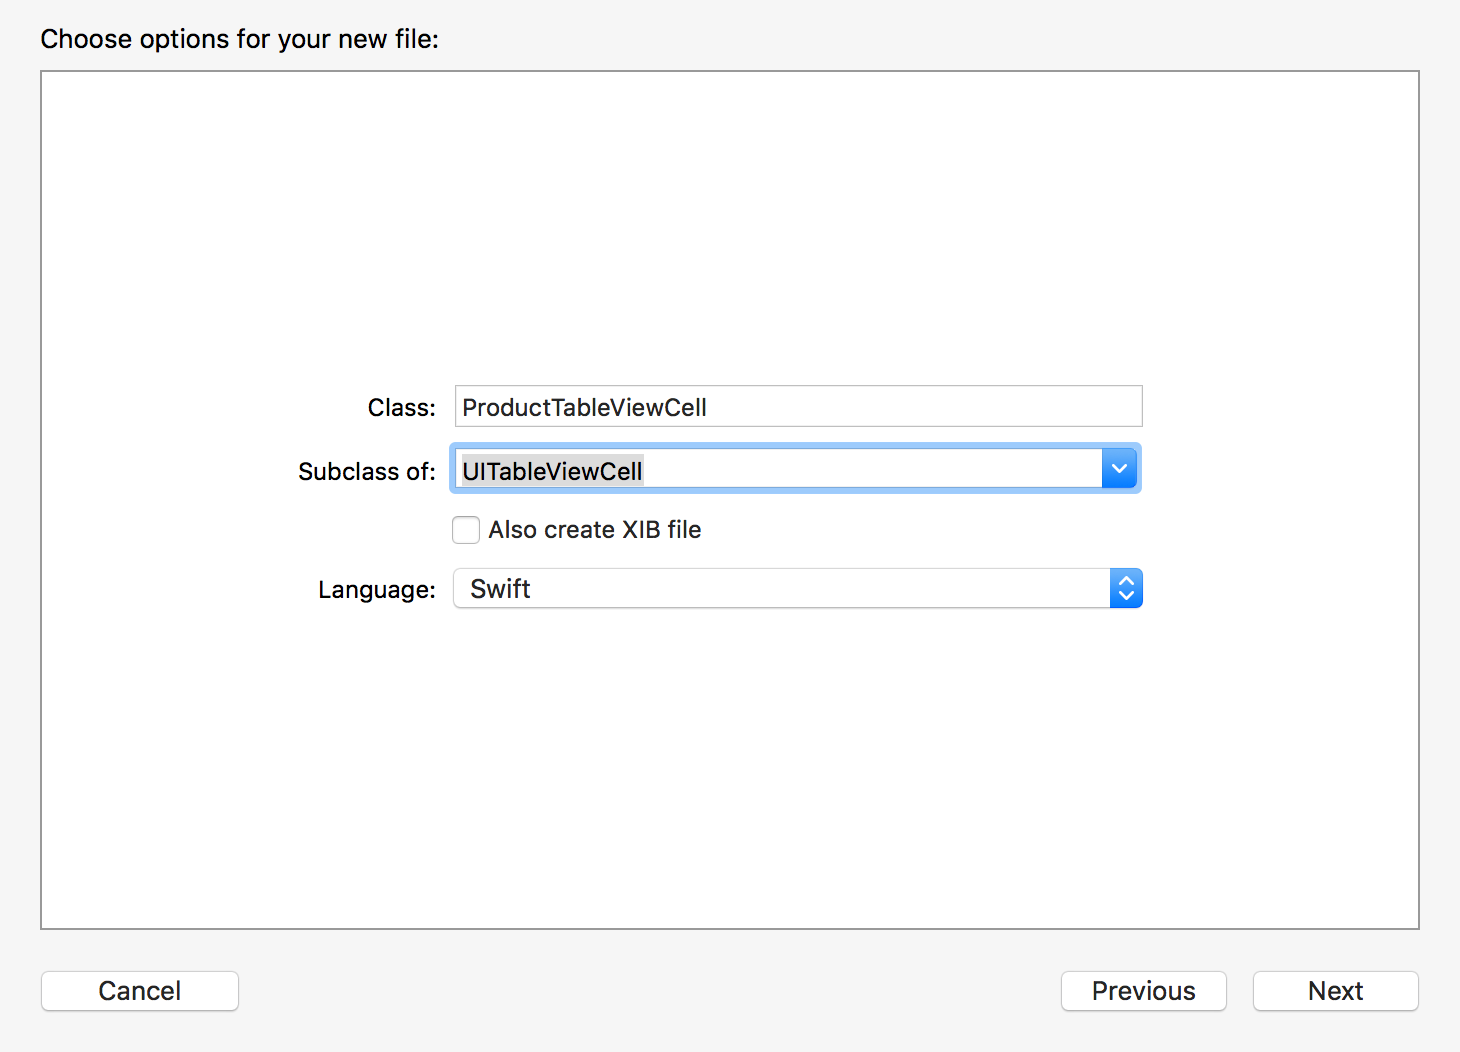 Choose options for your new file:
Class: ProductTableViewCell
Subclass of: UITableViewCell
Also create XIB file
Language: Swift
Cancel Previous Next